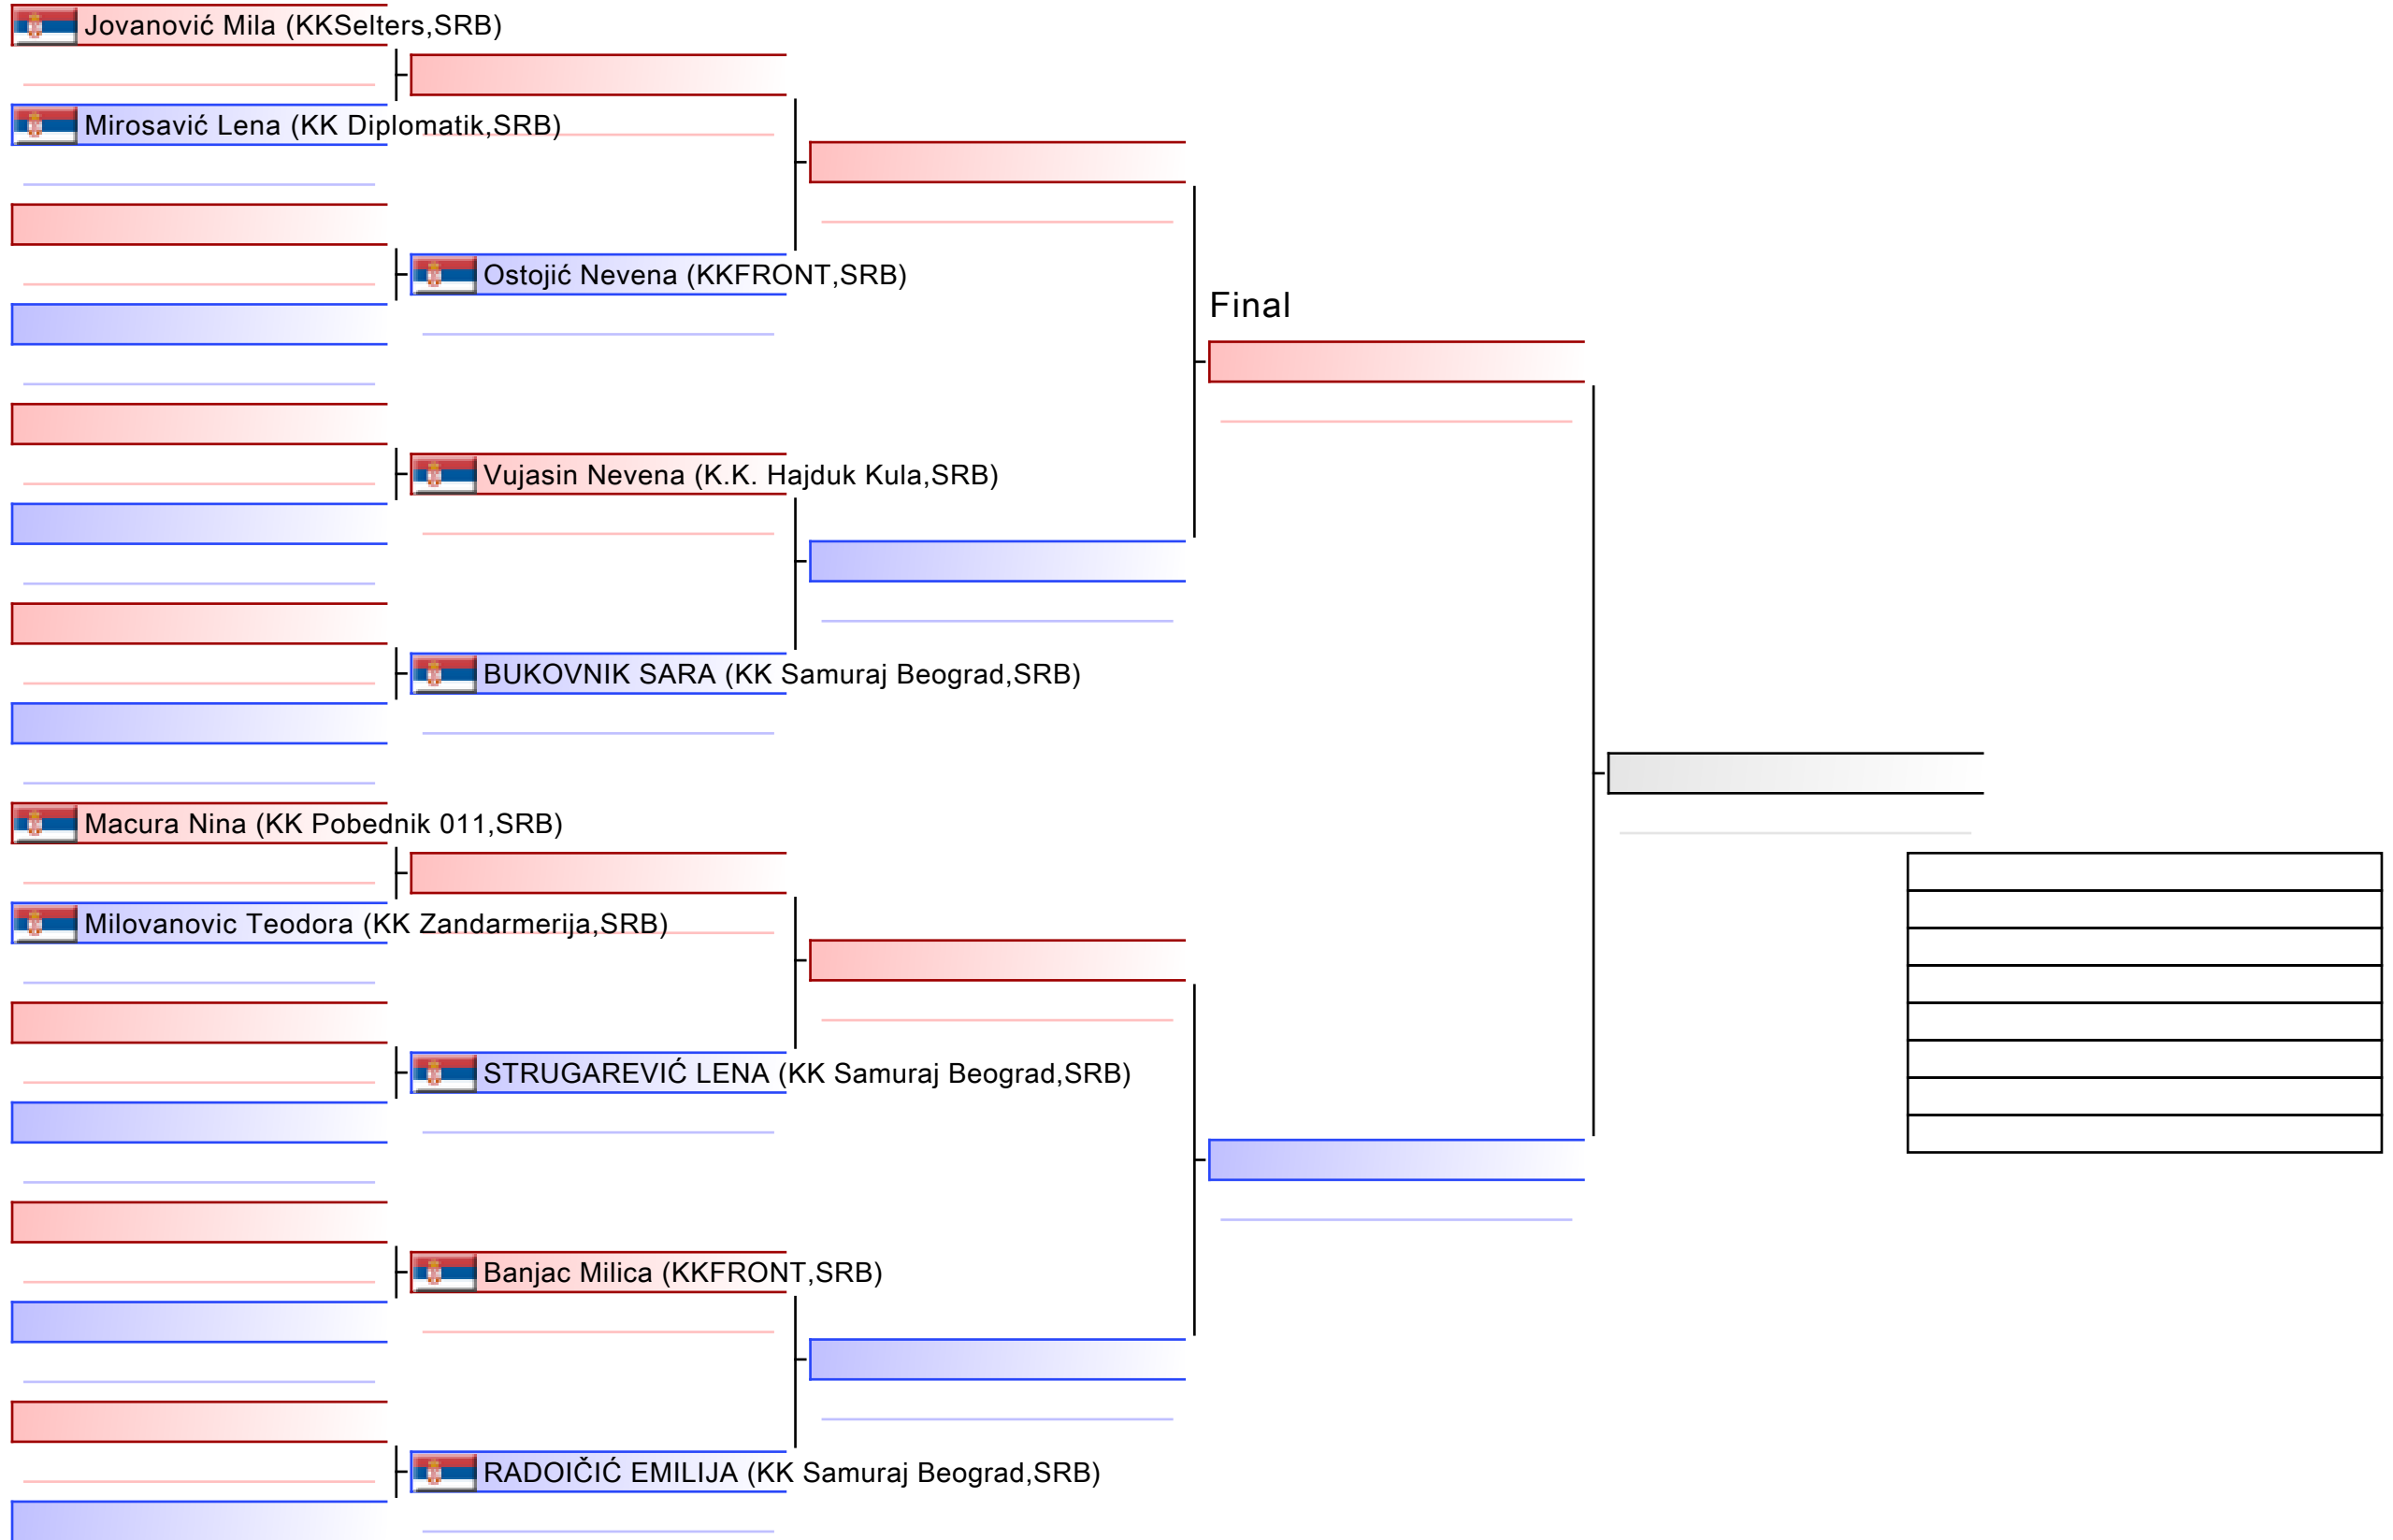 Jovanović Mila (KKSelters,SRB)
Mirosavić Lena (KK Diplomatik,SRB)
Ostojić Nevena (KKFRONT,SRB)
Final
Vujasin Nevena (K.K. Hajduk Kula,SRB)
BUKOVNIK SARA (KK Samuraj Beograd,SRB)
Macura Nina (KK Pobednik 011,SRB)
Milovanovic Teodora (KK Zandarmerija,SRB)
STRUGAREVIĆ LENA (KK Samuraj Beograd,SRB)
Banjac Milica (KKFRONT,SRB)
RADOIČIĆ EMILIJA (KK Samuraj Beograd,SRB)